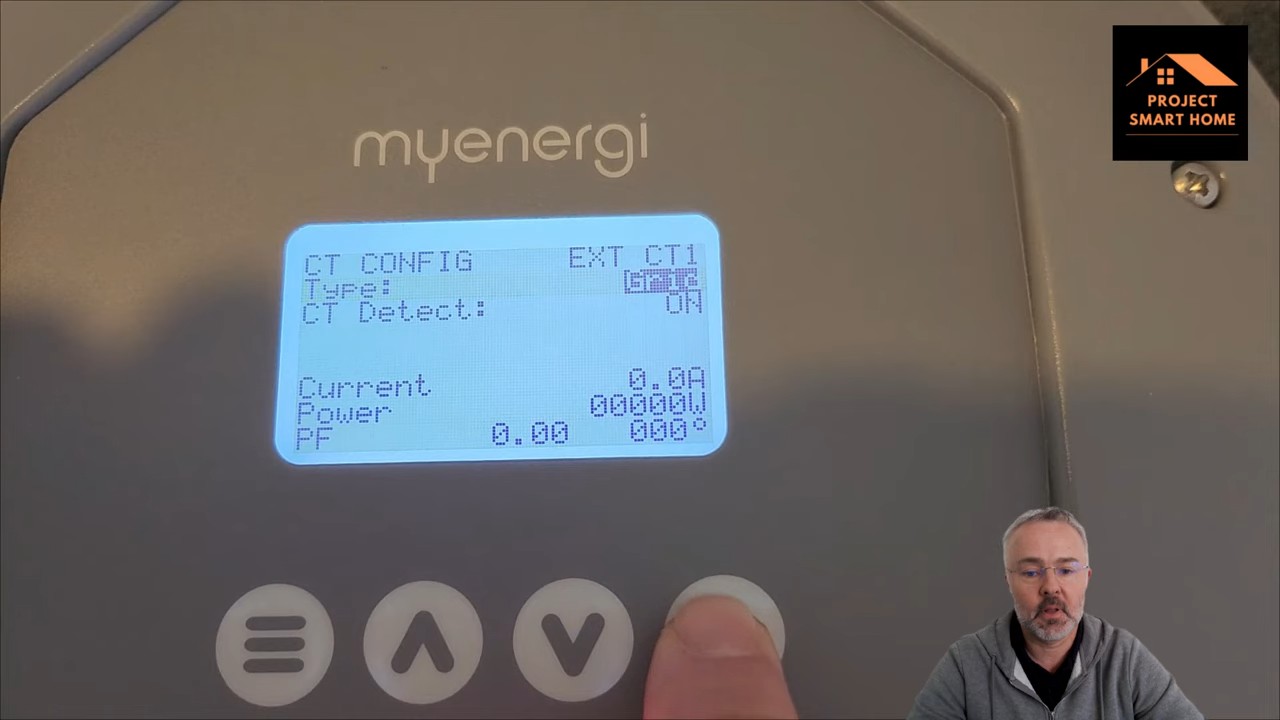 PROJECT
SMART HOME
myenergi
CT CONFIG EXT CT1
Type: Grid
CT Detect: ON
Current 0.0A
Power 00000W
PF 0.00 000°